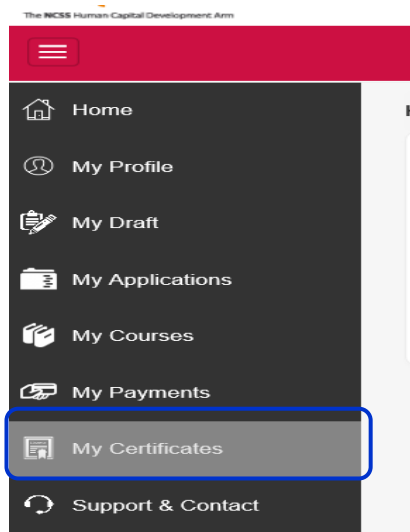 The NCSS Human Capital Development Arm
Home
My Profile
My Draft
My Applications
My Courses
My Payments
My Certificates
Support & Contact